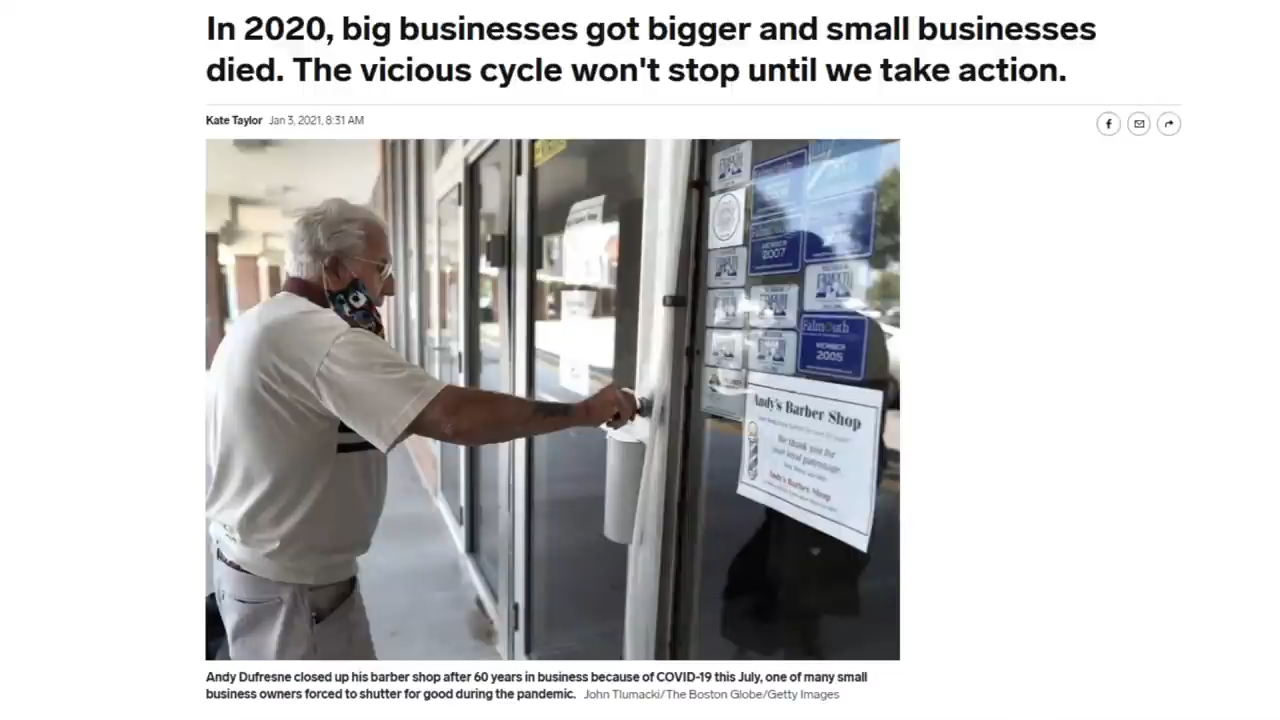 In 2020, big businesses got bigger and small businesses
died. The vicious cycle won't stop until we take action.
Kate Taylor Jan 3, 2021, 8:31 AM
MEMBER
2007
Falmouth
MEMBER
2005
Andy's Barber Shop
We thank you for
your loyal patronage.
Andy's Barber Shop
Andy Dufresne closed up his barber shop after 60 years in business because of COVID-19 this July, one of many small
business owners forced to shutter for good during the pandemic. John Tlumacki/The Boston Globe/Getty Images